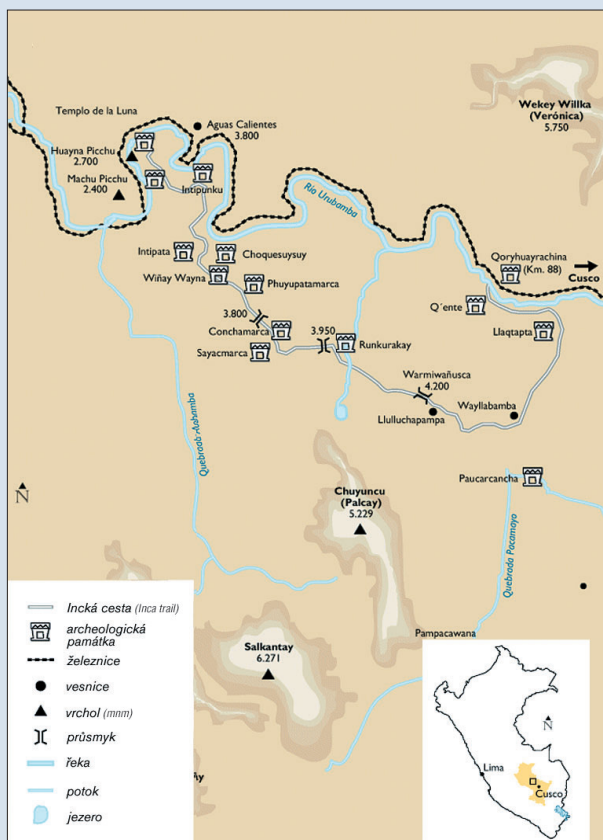 Wekey Willka
(Verónica)
5.750
Templo de la Luna
Aguas Calientes
3.800
Huayna Picchu
2.700
Machu Picchu
2.400
Intipunku
Río Urubamba
Intipata
Choquesuysuy
Wiñay Wayna
Phuyupatamarca
Qoryhuayrachina
(Km. 88)
Cusco
Q´ente
Llaqtapta
3.800
Conchamarca
Sayacmarca
3.950
Runkurakay
Warmiwañusca
4.200
Wayllabamba
Llulluchapampa
Quebrada
Paucarcancha
Quebrada Pacamayo
Chuyuncu
(Palcay)
5.229
N
Pampacawana
Salkantay
6.271
Incká cesta (Inca trail)
archeologická
památka
železnice
vesnice
vrchol (mnm)
průsmyk
řeka
potok
jezero
N
Lima
Cusco